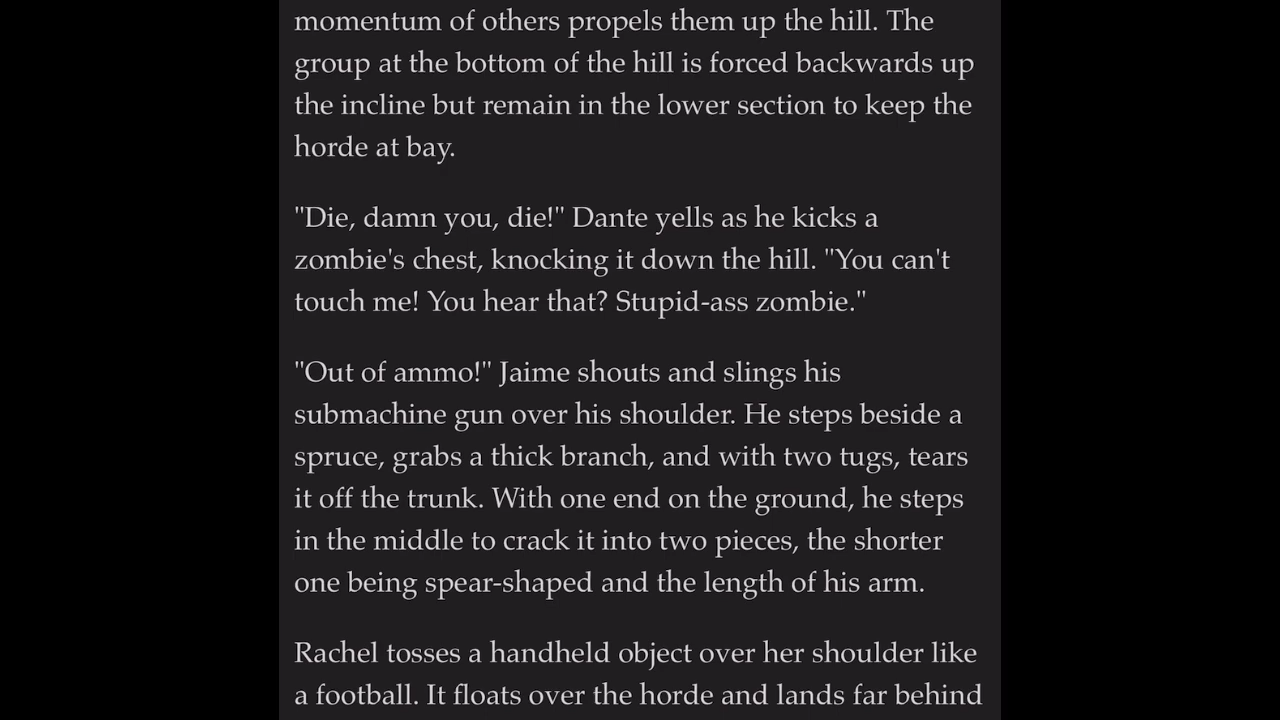 momentum of others propels them up the hill. The
group at the bottom of the hill is forced backwards up
the incline but remain in the lower section to keep the
horde at bay.
"Die, damn you, die!" Dante yells as he kicks a
zombie's chest, knocking it down the hill. "You can't
touch me! You hear that? Stupid-ass zombie."
"Out of ammo!" Jaime shouts and slings his
submachine gun over his shoulder. He steps beside a
spruce, grabs a thick branch, and with two tugs, tears
it off the trunk. With one end on the ground, he steps
in the middle to crack it into two pieces, the shorter
one being spear-shaped and the length of his arm.
Rachel tosses a handheld object over her shoulder like
a football. It floats over the horde and lands far behind